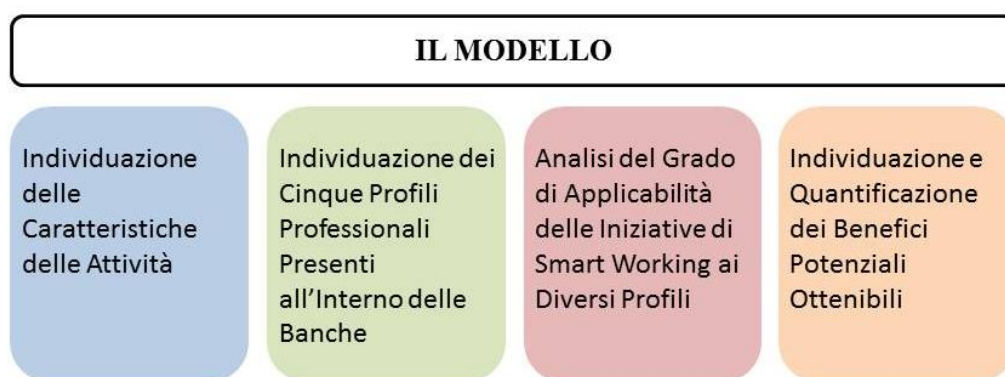 IL MODELLO
Individuazione
delle
Caratteristiche
delle Attività
Individuazione dei
Cinque Profili
Professionali
Presenti
all’Interno delle
Banche
Analisi del Grado
di Applicabilità
delle Iniziative di
Smart Working ai
Diversi Profili
Individuazione e
Quantificazione
dei Benefici
Potenziali
Ottenibili